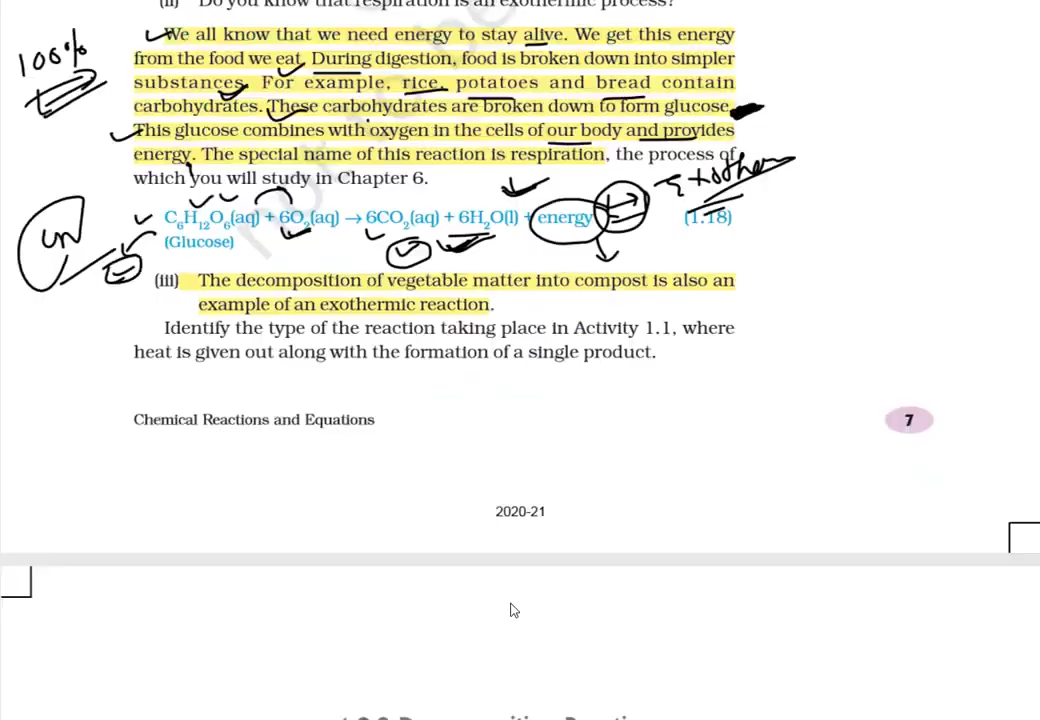 (ii) Do you know that respiration is an exothermic process?
We all know that we need energy to stay alive. We get this energy
from the food we eat. During digestion, food is broken down into simpler
substances. For example, rice, potatoes and bread contain
carbohydrates. These carbohydrates are broken down to form glucose.
This glucose combines with oxygen in the cells of our body and provides
energy. The special name of this reaction is respiration, the process of
which you will study in Chapter 6.
100%
Exother
C₆H₁₂O₆(aq) + 6O₂(aq) → 6CO₂(aq) + 6H₂O(l) + energy (1.18)
(Glucose)
(iii) The decomposition of vegetable matter into compost is also an
example of an exothermic reaction.
Identify the type of the reaction taking place in Activity 1.1, where
heat is given out along with the formation of a single product.
Chemical Reactions and Equations 7
2020-21